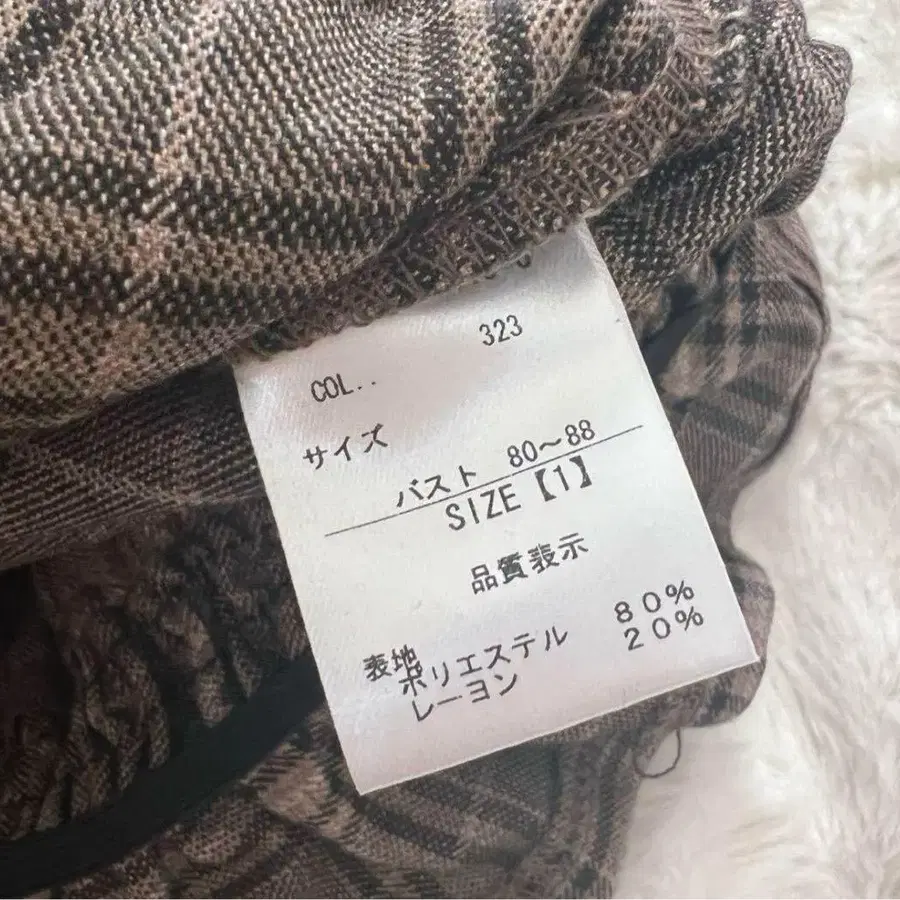 323
COL..
サイズ
バスト 80～88
SIZE【1】
品質表示
表地
ポリエステル 80%
レーヨン 20%